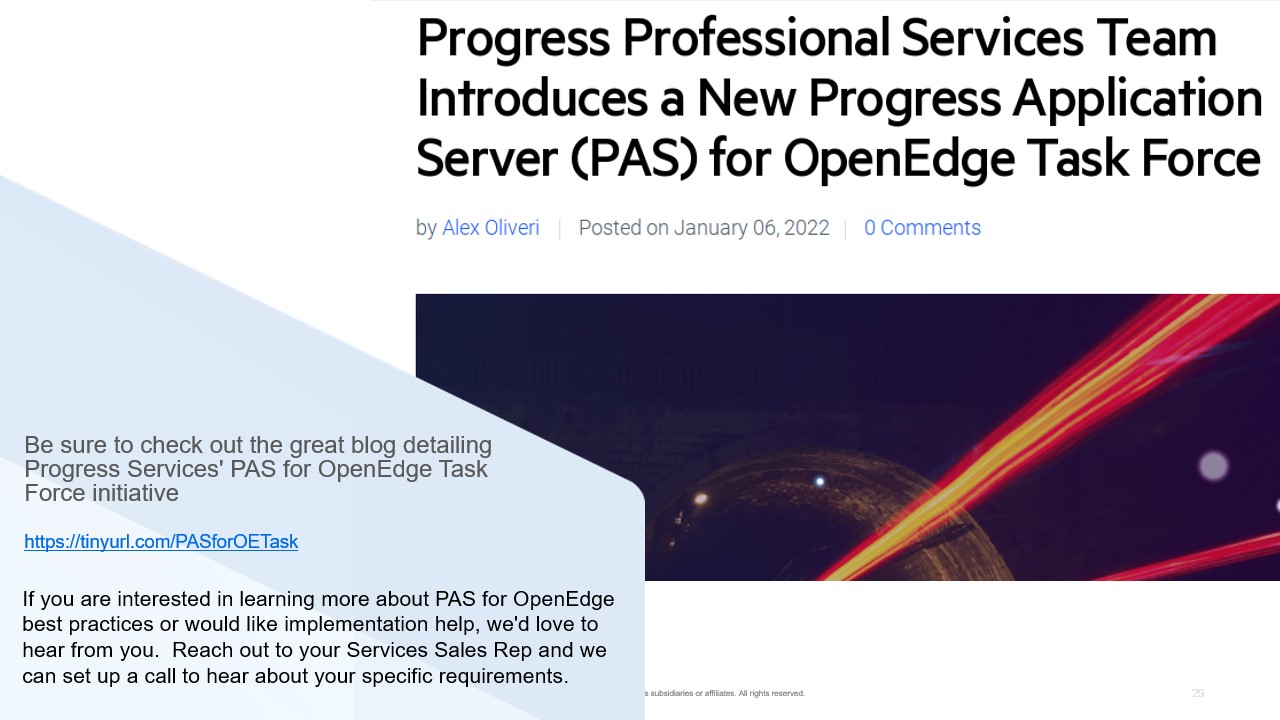 Progress Professional Services Team
Introduces a New Progress Application
Server (PAS) for OpenEdge Task Force
by Alex Oliveri | Posted on January 06, 2022 | 0 Comments
Be sure to check out the great blog detailing
Progress Services' PAS for OpenEdge Task
Force initiative
https://tinyurl.com/PASforOETask
If you are interested in learning more about PAS for OpenEdge
best practices or would like implementation help, we'd love to
hear from you.  Reach out to your Services Sales Rep and we
can set up a call to hear about your specific requirements.
s subsidiaries or affiliates. All rights reserved.
29